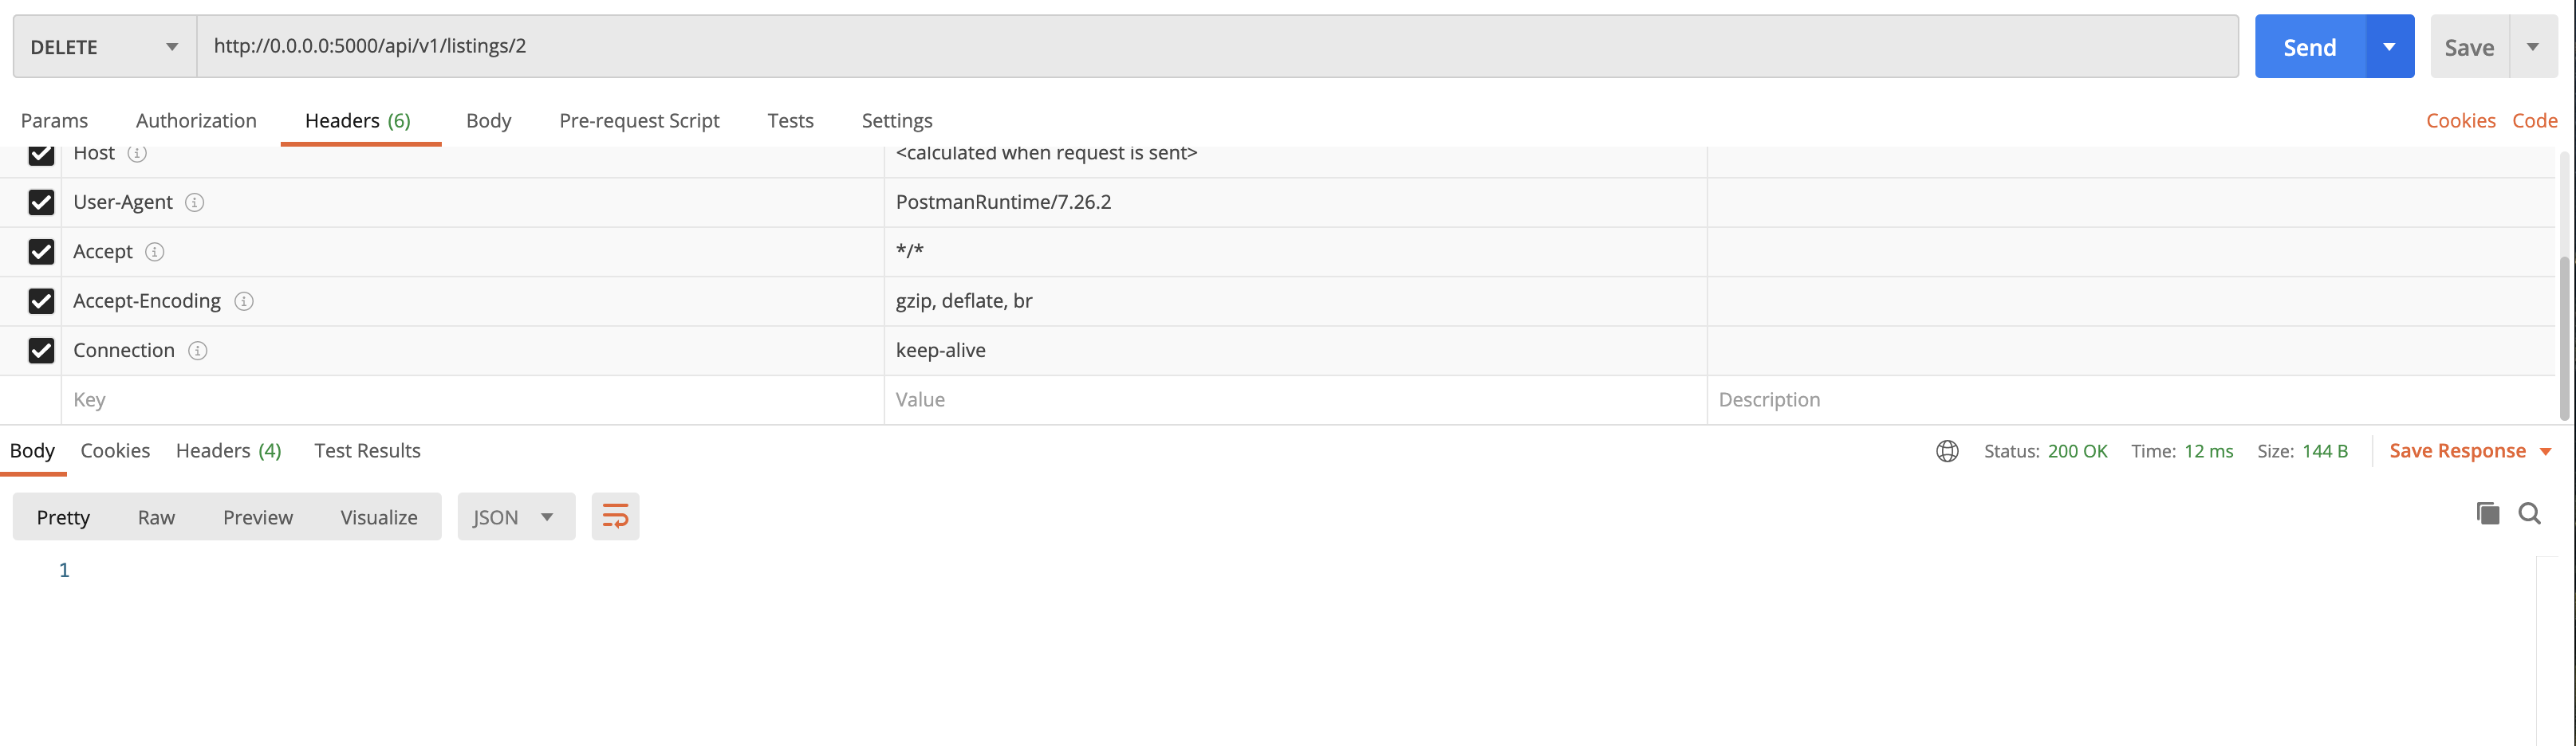 DELETE http://0.0.0.0:5000/api/v1/listings/2 Send Save
Params Authorization Headers (6) Body Pre-request Script Tests Settings Cookies Code
Host <calculated when request is sent>
User-Agent PostmanRuntime/7.26.2
Accept */*
Accept-Encoding gzip, deflate, br
Connection keep-alive
Key Value Description
Body Cookies Headers (4) Test Results Status: 200 OK Time: 12 ms Size: 144 B Save Response
Pretty Raw Preview Visualize JSON
1